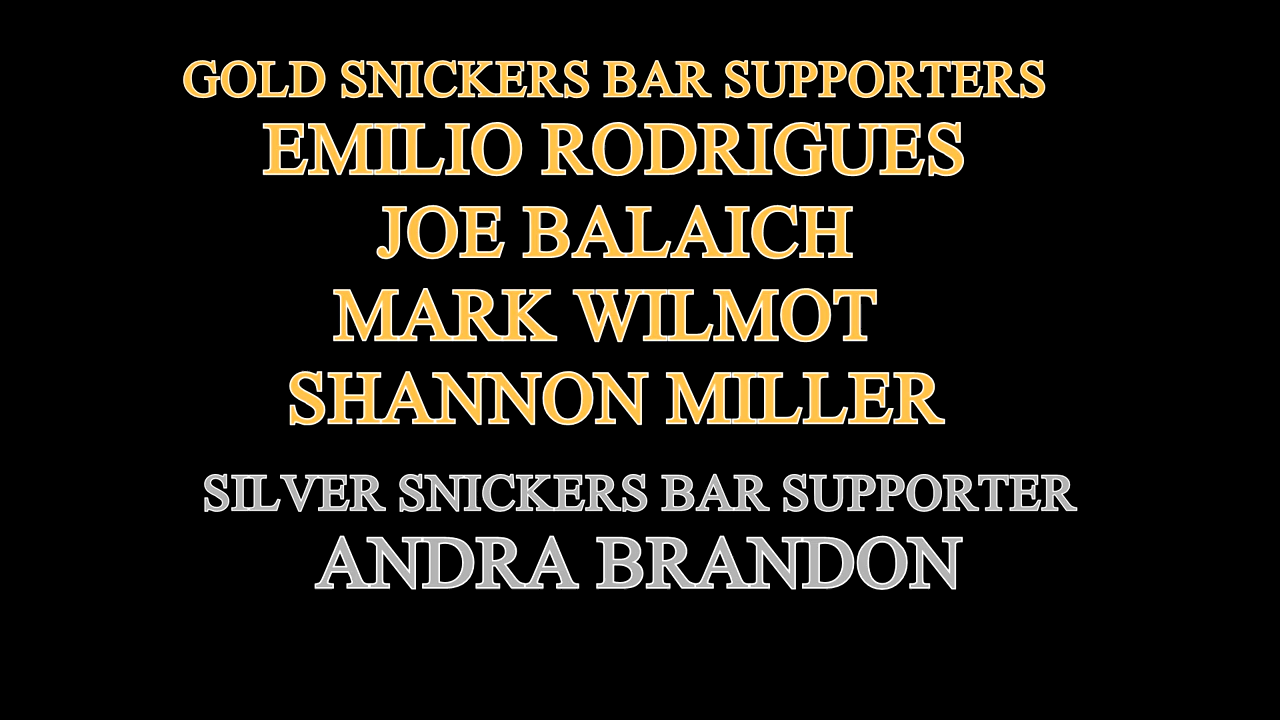 GOLD SNICKERS BAR SUPPORTERS
EMILIO RODRIGUES
JOE BALAICH
MARK WILMOT
SHANNON MILLER
SILVER SNICKERS BAR SUPPORTER
ANDRA BRANDON